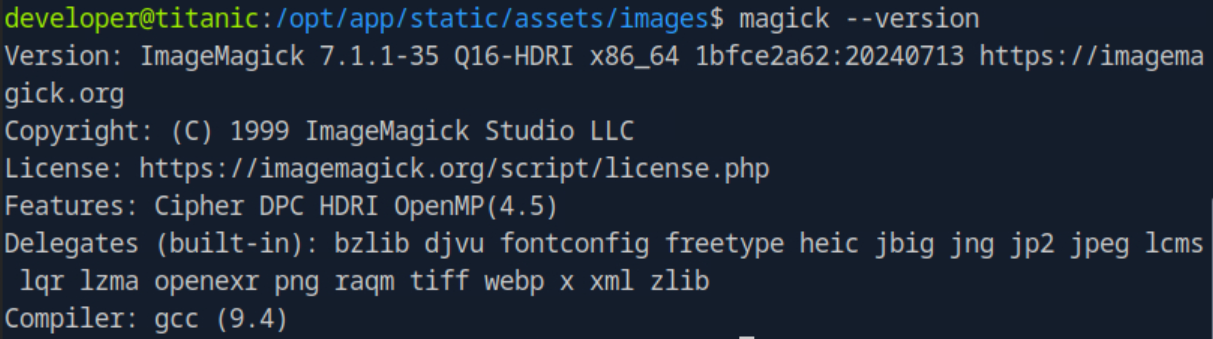 developer@titanic:/opt/app/static/assets/images$ magick --version
Version: ImageMagick 7.1.1-35 Q16-HDRI x86_64 1bfce2a62:20240713 https://imagema
gick.org
Copyright: (C) 1999 ImageMagick Studio LLC
License: https://imagemagick.org/script/license.php
Features: Cipher DPC HDRI OpenMP(4.5)
Delegates (built-in): bzlib djvu fontconfig freetype heic jbig jng jp2 jpeg lcms
 lqr lzma openexr png raqm tiff webp x xml zlib
Compiler: gcc (9.4)